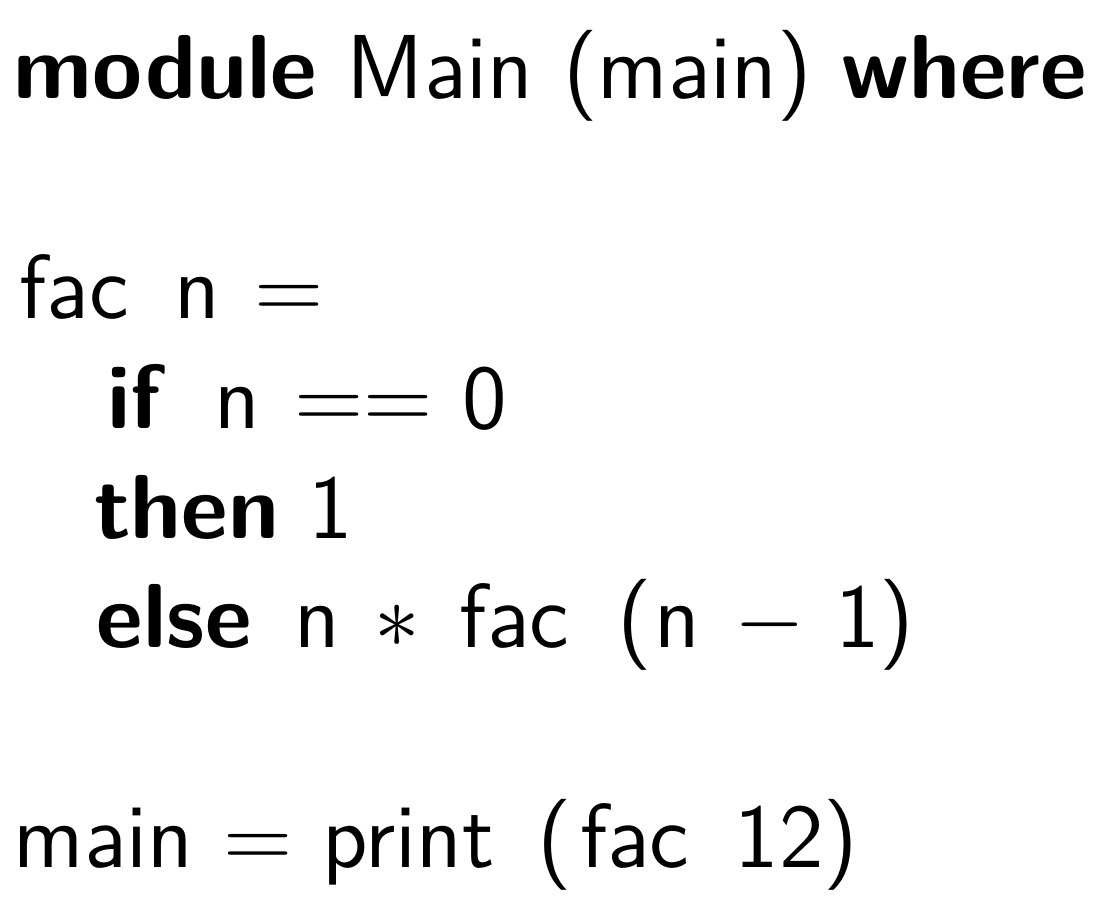 module Main (main) where
fac n =
if n == 0
then 1
else n * fac (n − 1)
main = print (fac 12)